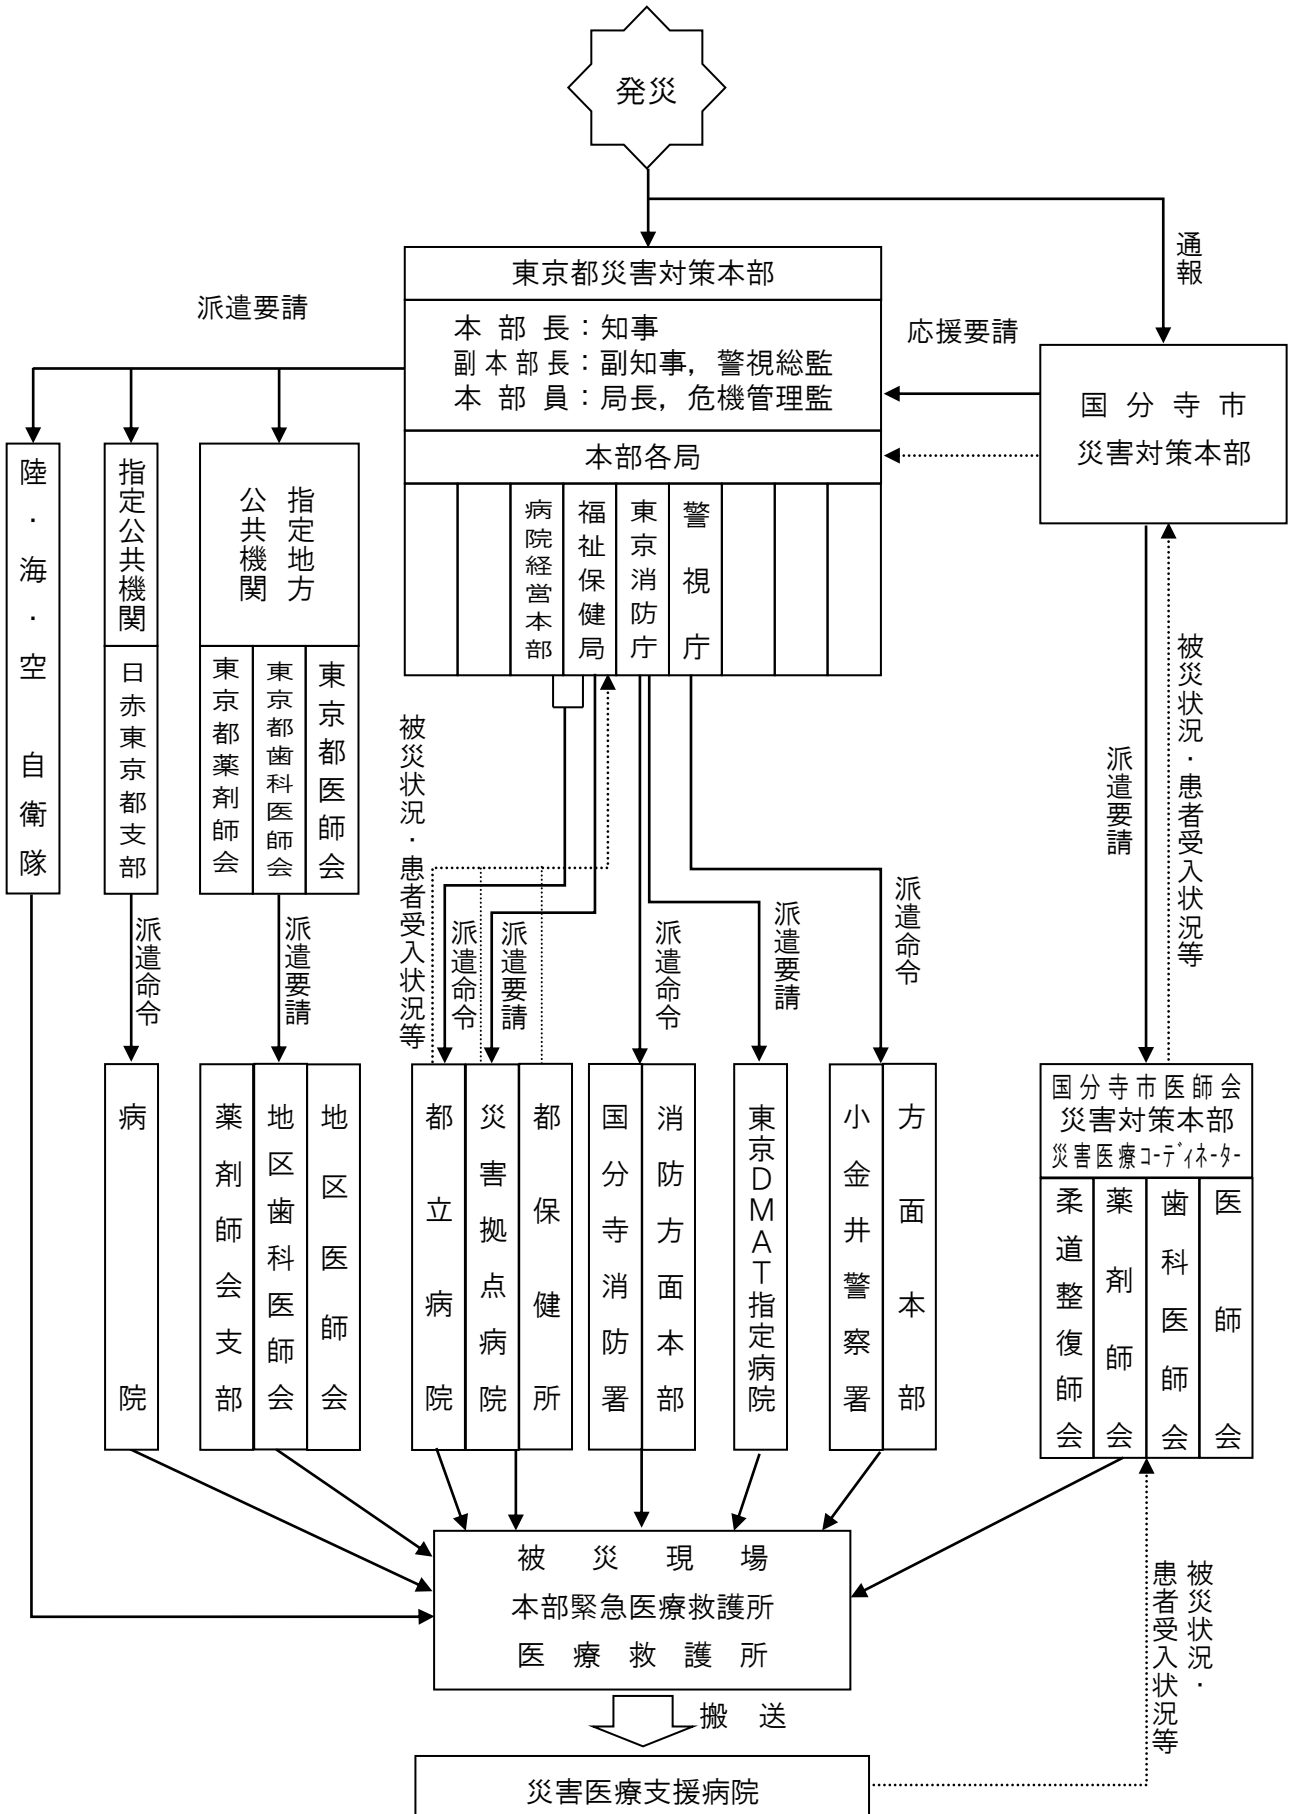 発災
通報
東京都災害対策本部
派遣要請
本部長：知事
副本部長：副知事，警視総監
本部員：局長，危機管理監
応援要請
国分寺市
災害対策本部
本部各局
病院経営本部
福祉保健局
東京消防庁
警視庁
陸・海・空　自衛隊
指定公共機関
日赤東京都支部
指定地方
公共機関
東京都薬剤師会
東京都歯科医師会
東京都医師会
被災状況・患者受入状況等
派遣要請
被災状況・患者受入状況等
派遣命令
派遣要請
派遣命令
派遣要請
派遣命令
派遣要請
派遣命令
病院
薬剤師会支部
地区歯科医師会
地区医師会
都立病院
災害拠点病院
都保健所
国分寺消防署
消防方面本部
東京DMAT指定病院
小金井警察署
方面本部
国分寺市医師会
災害対策本部
災害医療ｺｰﾃﾞｨﾈｰﾀｰ
柔道整復師会
薬剤師会
歯科医師会
医師会
被災現場
本部緊急医療救護所
医療救護所
被災状況・
患者受入状況等
搬送
災害医療支援病院